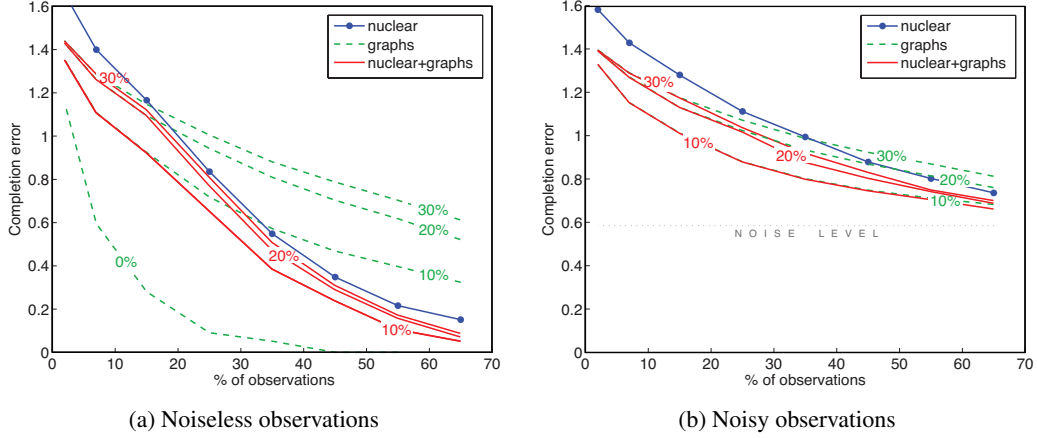 1.6
1.4
1.2
1
0.8
0.6
0.4
0.2
0
Completion error
nuclear
graphs
nuclear+graphs
30%
0%
20%
10%
30%
20%
10%
0 10 20 30 40 50 60 70
% of observations
(a) Noiseless observations
1.6
1.4
1.2
1
0.8
0.6
0.4
0.2
0
Completion error
nuclear
graphs
nuclear+graphs
30%
10%
20%
30%
20%
10%
NOISE LEVEL
0 10 20 30 40 50 60 70
% of observations
(b) Noisy observations